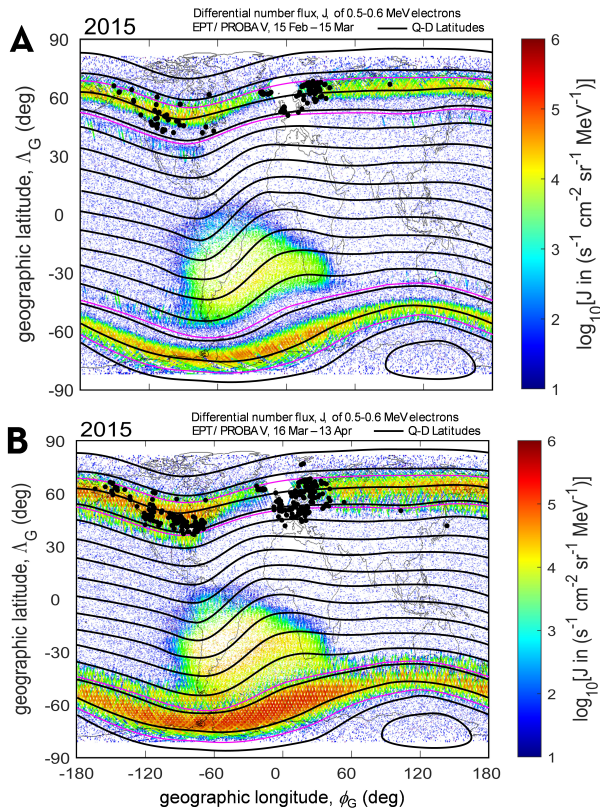 A
2015
Differential number flux, J, of 0.5-0.6 MeV electrons
EPT/ PROBA V, 15 Feb – 15 Mar
Q-D Latitudes
90
60
30
0
-30
-60
-90
geographic latitude, Λ_G (deg)
6
5
4
3
2
1
log₁₀[J in (s⁻¹ cm⁻² sr⁻¹ MeV⁻¹)]
B
2015
Differential number flux, J, of 0.5-0.6 MeV electrons
EPT/ PROBA V, 16 Mar – 13 Apr
Q-D Latitudes
90
60
30
0
-30
-60
-90
geographic latitude, Λ_G (deg)
-180
-120
-60
0
60
120
180
geographic longitude, ϕ_G (deg)
6
5
4
3
2
1
log₁₀[J in (s⁻¹ cm⁻² sr⁻¹ MeV⁻¹)]